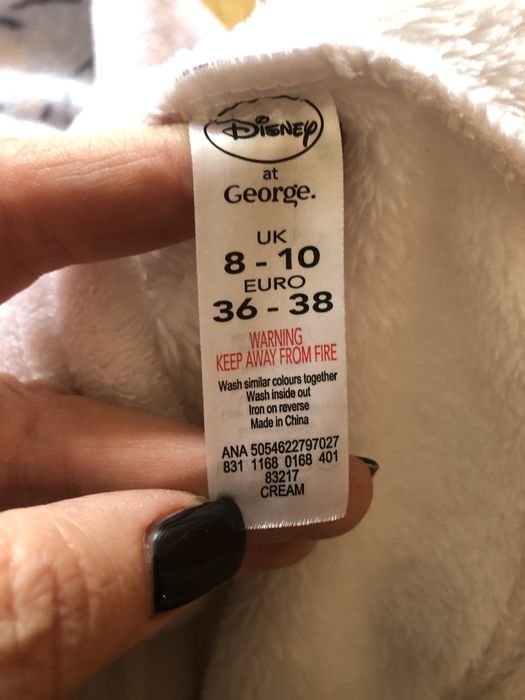 Disney
at
George.
UK
8 - 10
EURO
36 - 38
WARNING
KEEP AWAY FROM FIRE
Wash similar colours together
Wash inside out
Iron on reverse
Made in China
ANA 5054622797027
831 1168 0168 401
83217
CREAM